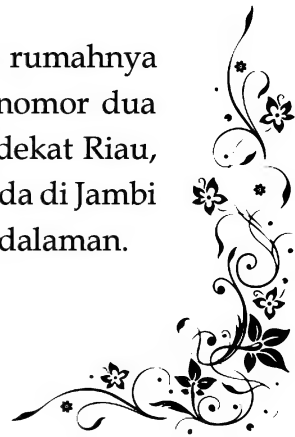 rumahnya
nomor dua
dekat Riau,
da di Jambi
dalaman.